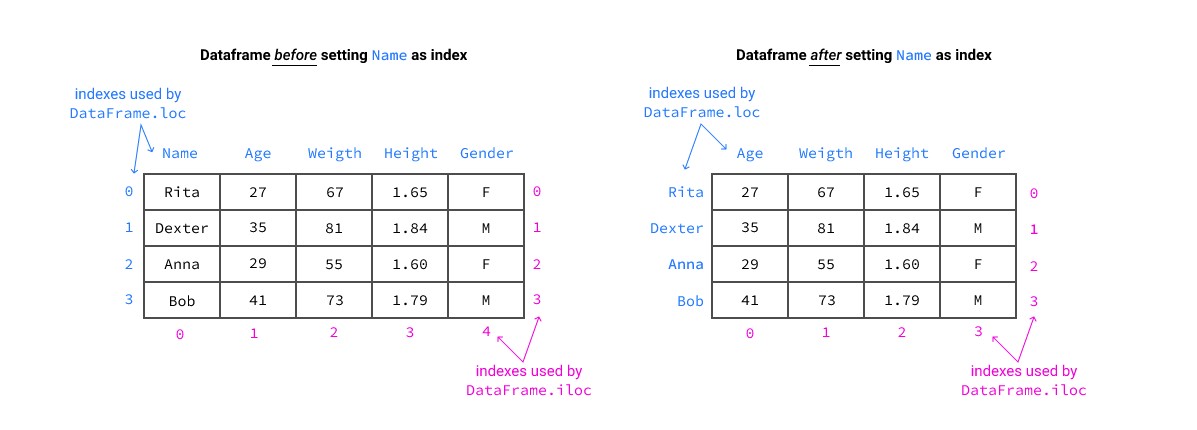 Dataframe before setting Name as index
indexes used by
DataFrame.loc
Name Age Weigth Height Gender
0 Rita 27 67 1.65 F 0
1 Dexter 35 81 1.84 M 1
2 Anna 29 55 1.60 F 2
3 Bob 41 73 1.79 M 3
0 1 2 3 4
indexes used by
DataFrame.iloc
Dataframe after setting Name as index
indexes used by
DataFrame.loc
Age Weigth Height Gender
Rita 27 67 1.65 F 0
Dexter 35 81 1.84 M 1
Anna 29 55 1.60 F 2
Bob 41 73 1.79 M 3
0 1 2 3
indexes used by
DataFrame.iloc